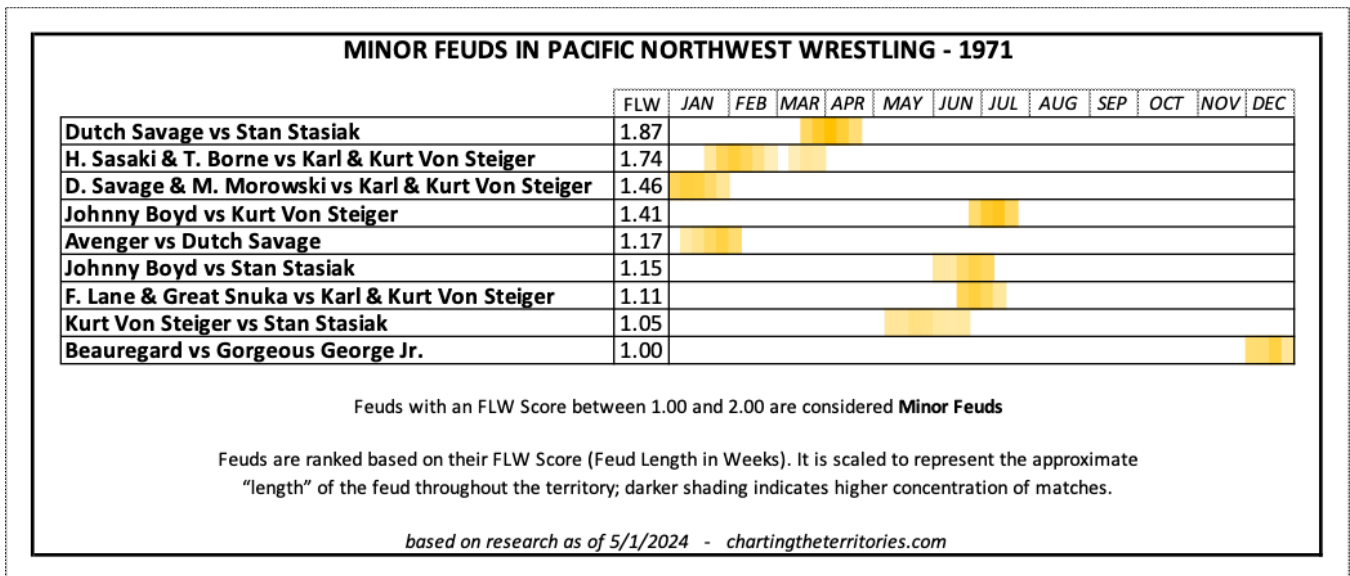 MINOR FEUDS IN PACIFIC NORTHWEST WRESTLING - 1971
FLW JAN FEB MAR APR MAY JUN JUL AUG SEP OCT NOV DEC
Dutch Savage vs Stan Stasiak 1.87
H. Sasaki & T. Borne vs Karl & Kurt Von Steiger 1.74
D. Savage & M. Morowski vs Karl & Kurt Von Steiger 1.46
Johnny Boyd vs Kurt Von Steiger 1.41
Avenger vs Dutch Savage 1.17
Johnny Boyd vs Stan Stasiak 1.15
F. Lane & Great Snuka vs Karl & Kurt Von Steiger 1.11
Kurt Von Steiger vs Stan Stasiak 1.05
Beauregard vs Gorgeous George Jr. 1.00
Feuds with an FLW Score between 1.00 and 2.00 are considered Minor Feuds
Feuds are ranked based on their FLW Score (Feud Length in Weeks). It is scaled to represent the approximate
“length” of the feud throughout the territory; darker shading indicates higher concentration of matches.
based on research as of 5/1/2024 - chartingtheterritories.com